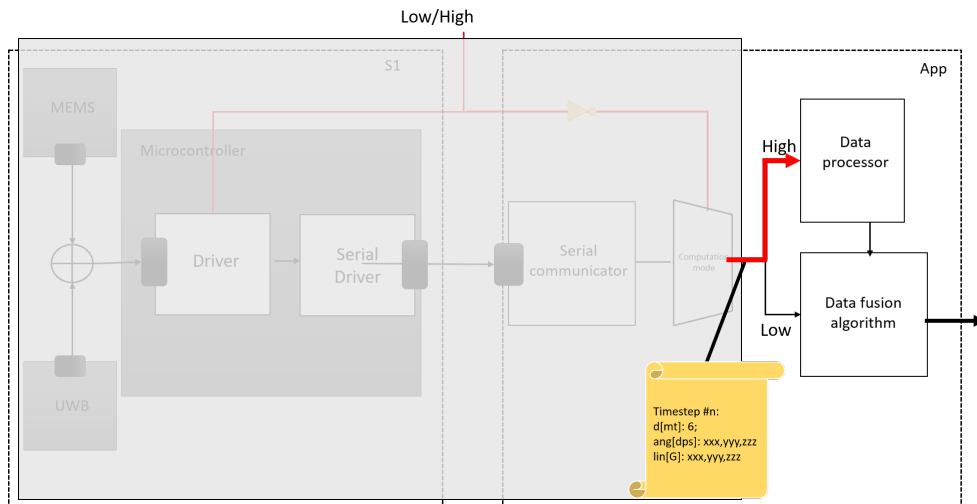 Low/High
S1
App
MEMS
Microcontroller
High
Data
processor
Driver
Serial
Driver
Serial
communicator
Computation
mode
Data fusion
algorithm
Low
UWB
Timestep #n:
d[mt]: 6;
ang[dps]: xxx,yyy,zzz
lin[G]: xxx,yyy,zzz